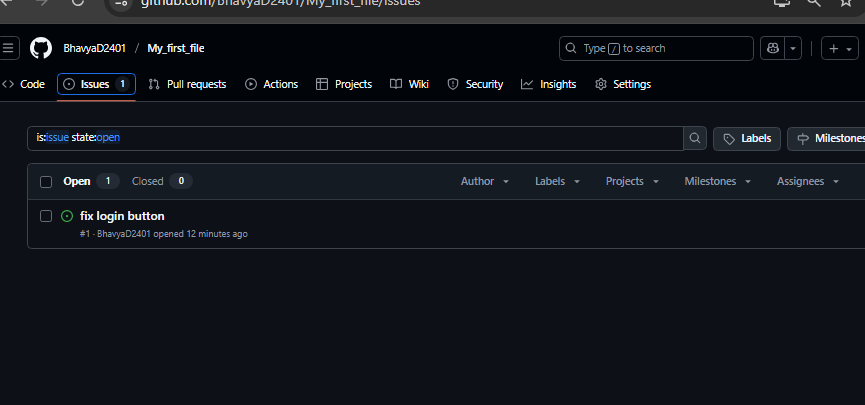 github.com/BhavyaD2401/My_first_file/issues
BhavyaD2401 / My_first_file
Type / to search
Code Issues 1 Pull requests Actions Projects Wiki Security Insights Settings
is:issue state:open
Labels Milestones
Open 1 Closed 0 Author Labels Projects Milestones Assignees
fix login button
#1 · BhavyaD2401 opened 12 minutes ago